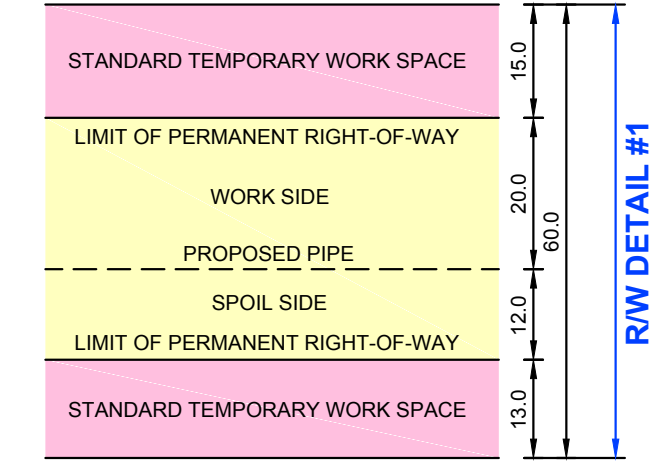 STANDARD TEMPORARY WORK SPACE
15.0
LIMIT OF PERMANENT RIGHT-OF-WAY
WORK SIDE
20.0
PROPOSED PIPE
60.0
SPOIL SIDE
12.0
LIMIT OF PERMANENT RIGHT-OF-WAY
STANDARD TEMPORARY WORK SPACE
13.0
R/W DETAIL #1